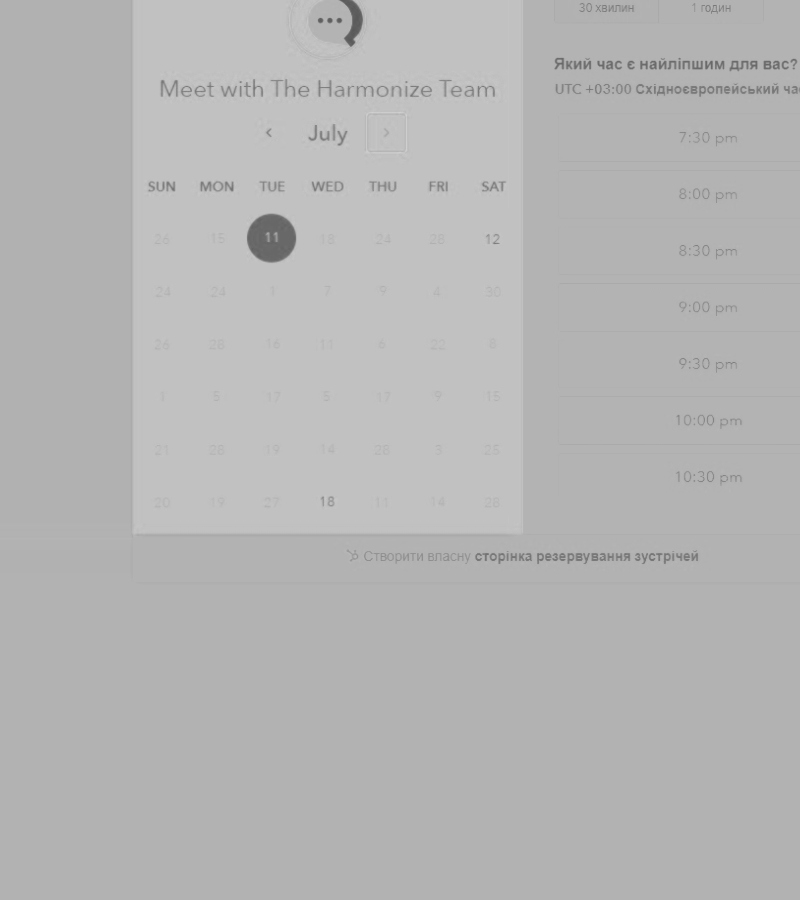 30 хвилин 1 годин
Meet with The Harmonize Team
July
SUN MON TUE WED THU FRI SAT
26 15 11 18 24 28 12
24 24 1 7 9 4 30
26 28 16 11 6 22 8
1 5 17 5 17 9 15
21 28 19 14 28 3 25
20 19 27 18 11 14 28
Який час є найліпшим для вас?
UTC +03:00 Східноєвропейський ча
7:30 pm
8:00 pm
8:30 pm
9:00 pm
9:30 pm
10:00 pm
10:30 pm
Створити власну сторінка резервування зустрічей